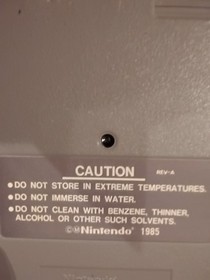 CAUTION REV-A
•DO NOT STORE IN EXTREME TEMPERATURES.
•DO NOT IMMERSE IN WATER.
•DO NOT CLEAN WITH BENZENE, THINNER,
ALCOHOL OR OTHER SUCH SOLVENTS.
©Ⓜ Nintendo® 1985